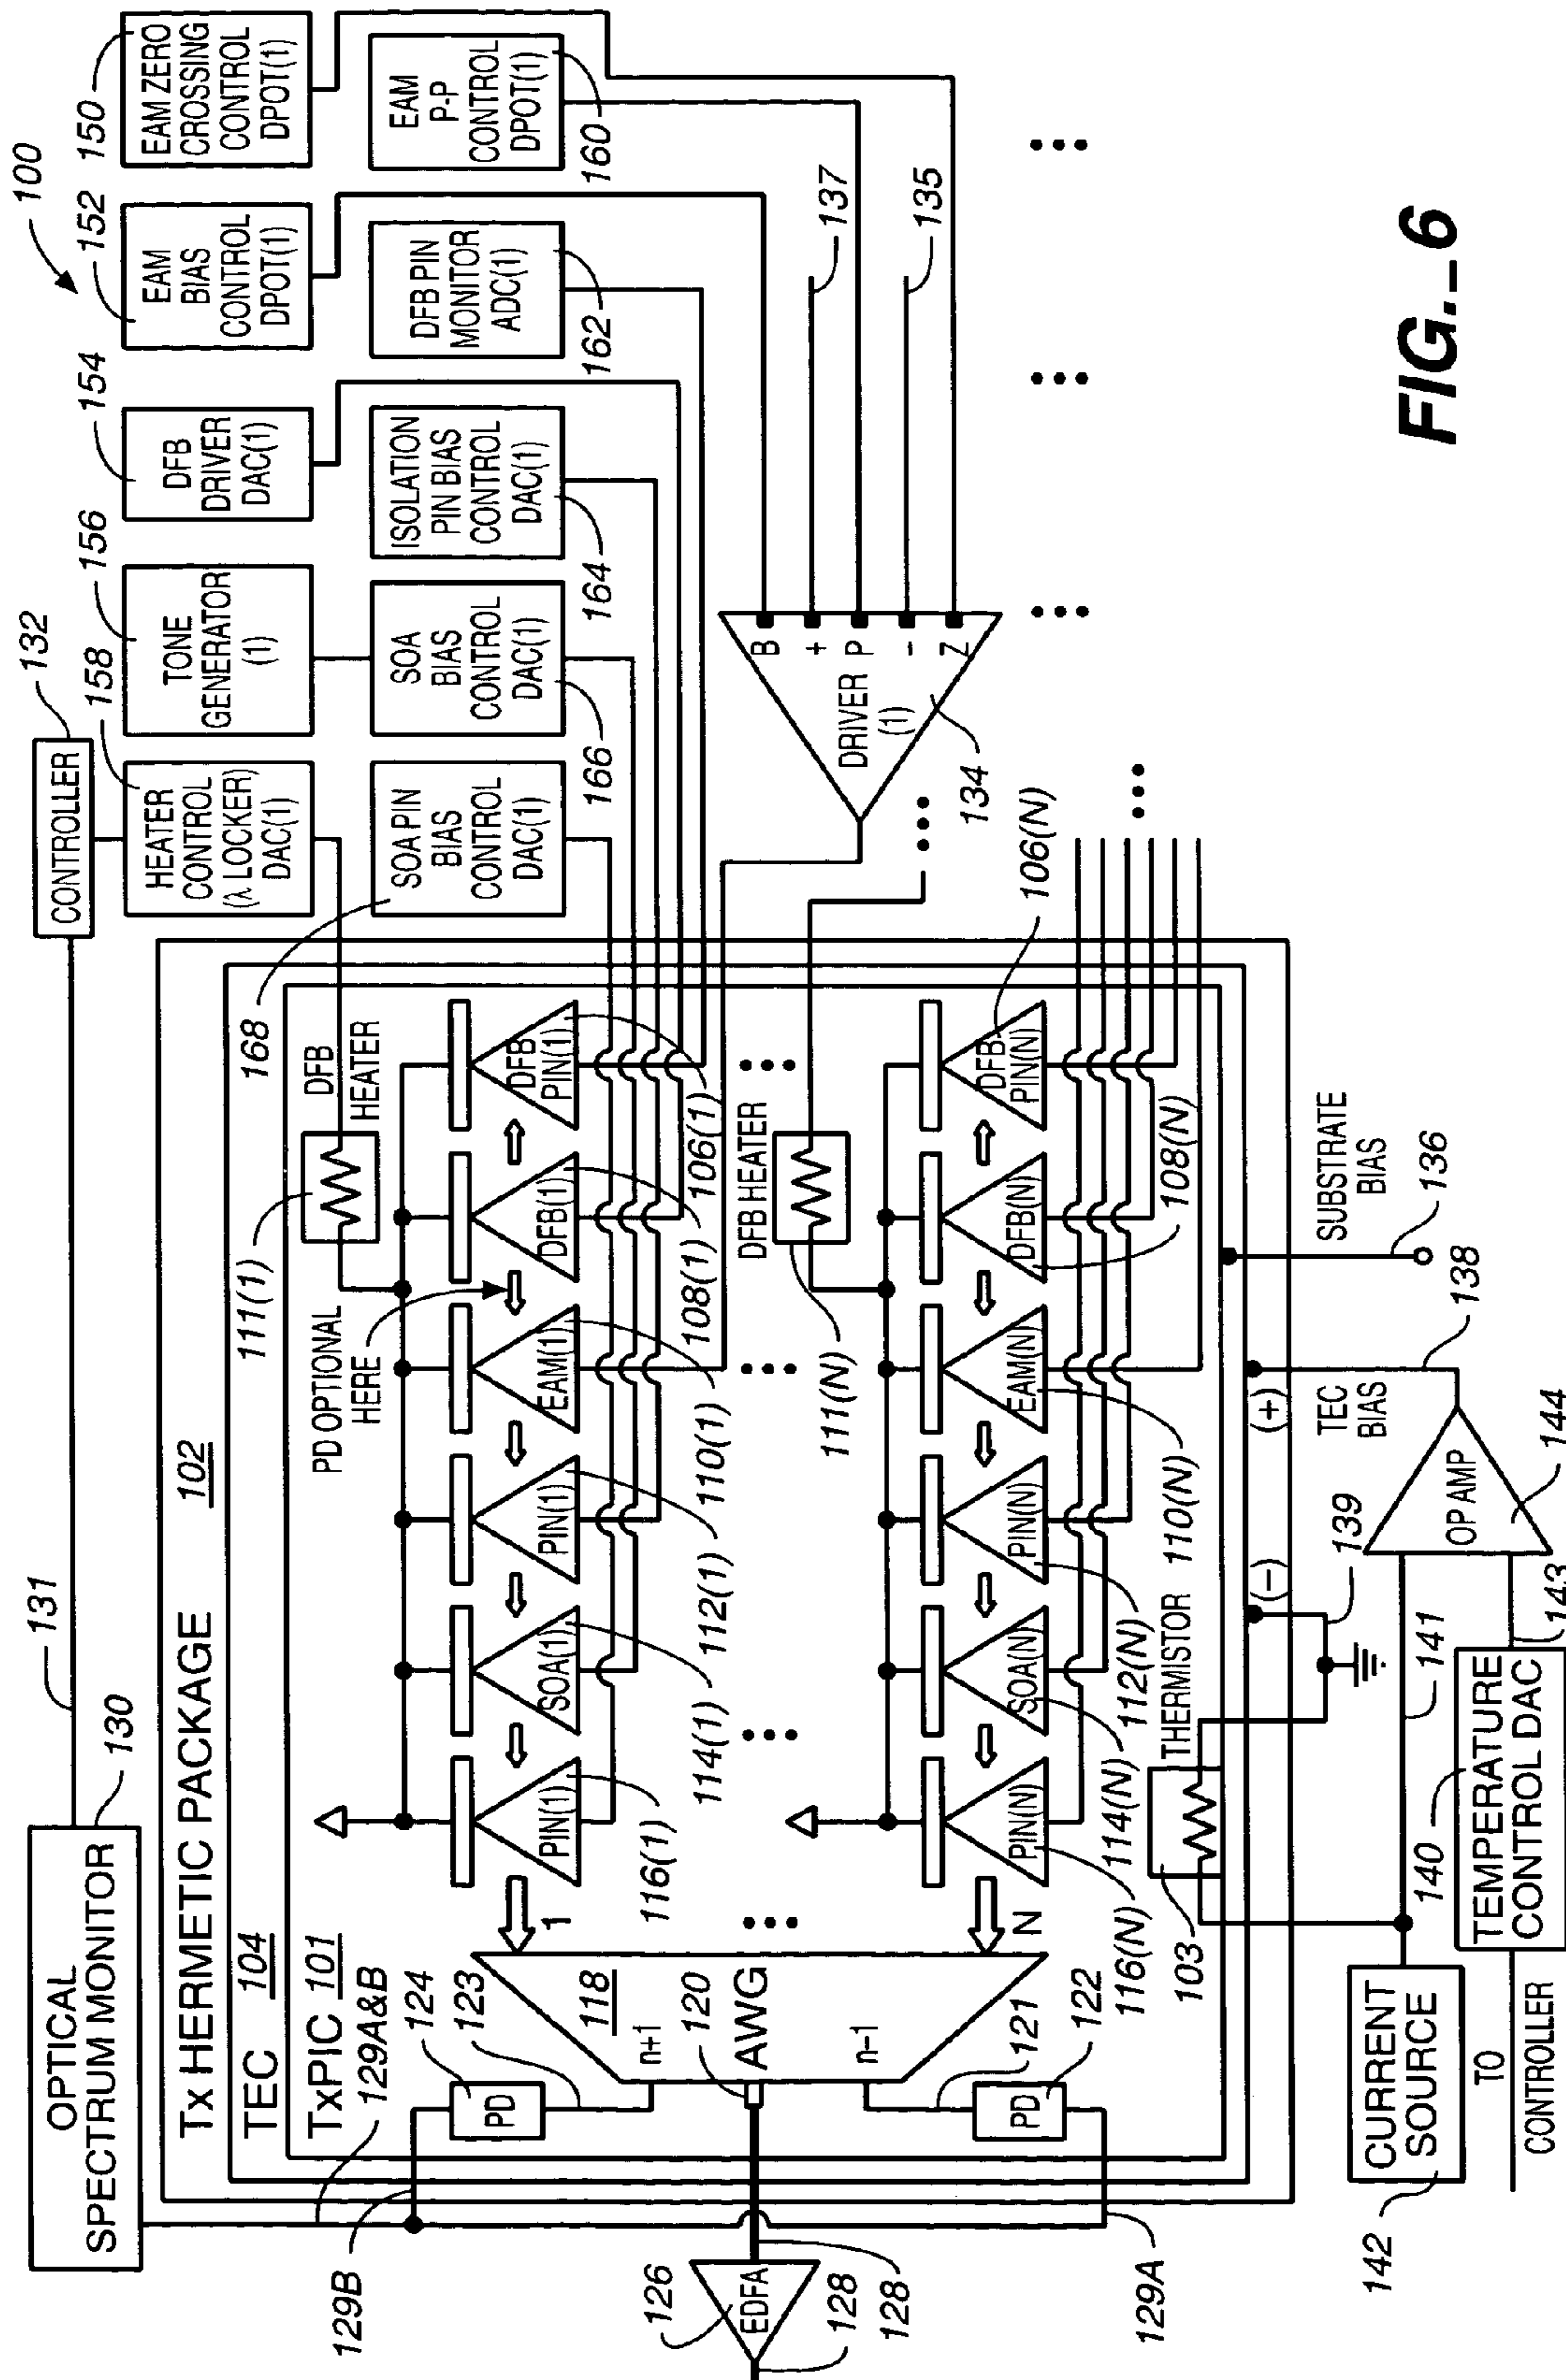 OPTICAL
SPECTRUM MONITOR
130
131
CONTROLLER
132
100
HEATER
CONTROL
(λ LOCKER)
DAC(1)
158
TONE
GENERATOR
(1)
156
DFB
DRIVER
DAC(1)
154
EAM
BIAS
CONTROL
DPOT(1)
152
EAM ZERO
CROSSING
CONTROL
DPOT(1)
150
SOA PIN
BIAS
CONTROL
DAC(1)
168
SOA
BIAS
CONTROL
DAC(1)
166
ISOLATION
PIN BIAS
CONTROL
DAC(1)
164
DFB PIN
MONITOR
ADC(1)
162
EAM
P-P
CONTROL
DPOT(1)
160
Tx HERMETIC PACKAGE 102
TEC 104
TxPIC 101
129A&B
129B
111(1)
DFB
HEATER
PD OPTIONAL
HERE
PIN(1)
SOA(1)
PIN(1)
EAM(1)
DFB(1)
DFB
PIN(1)
116(1)
114(1)
112(1)
110(1)
108(1)
106(1)
124
PD
123
1
118
n+1
AWG
120
n-1
N
121
PD
122
126
EDFA
128
128
129A
DFB HEATER
111(N)
DRIVER
(1)
B
+
P
-
Z
134
137
135
PIN(N)
SOA(N)
PIN(N)
EAM(N)
DFB(N)
DFB
PIN(N)
116(N)
114(N)
112(N)
110(N)
108(N)
106(N)
103
THERMISTOR
(-)
(+)
139
TEC
BIAS
138
SUBSTRATE
BIAS
136
OP AMP
144
141
143
CURRENT
SOURCE
142
TEMPERATURE
CONTROL DAC
140
TO
CONTROLLER
FIG._6